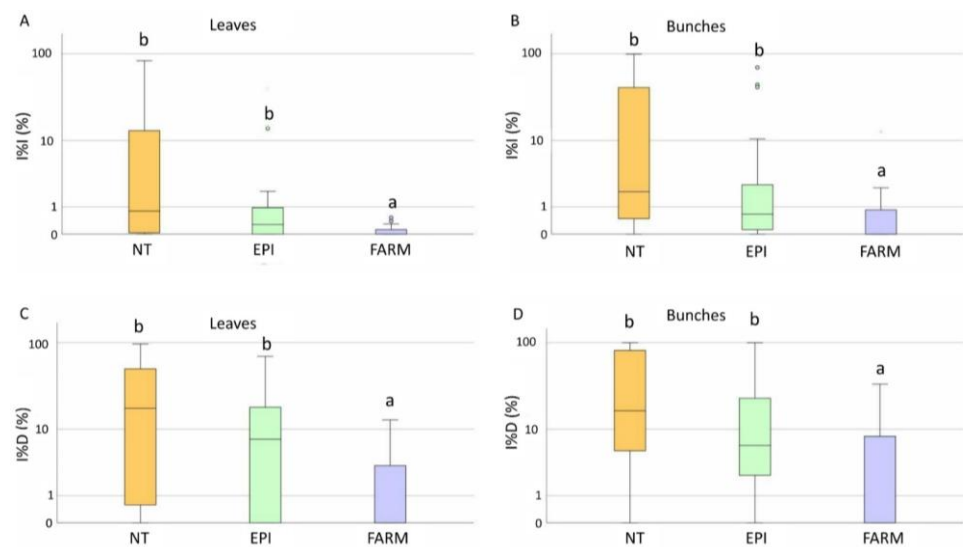 A
Leaves
b
b
a
100
10
1
0
I%I (%)
NT EPI FARM
B
Bunches
b
b
a
100
10
1
0
I%I (%)
NT EPI FARM
C
Leaves
b
b
a
100
10
1
0
I%D (%)
NT EPI FARM
D
Bunches
b
b
a
100
10
1
0
I%D (%)
NT EPI FARM